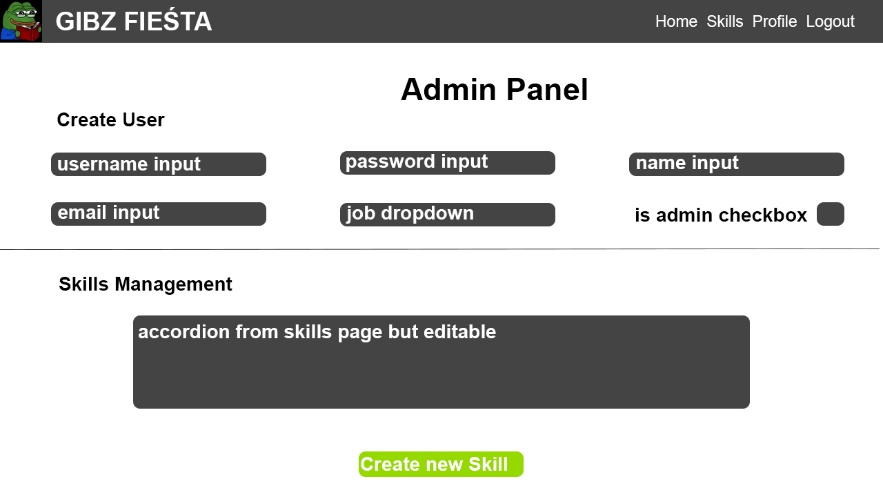 GIBZ FIEŚTA
Home Skills Profile Logout
Admin Panel
Create User
username input
password input
name input
email input
job dropdown
is admin checkbox
Skills Management
accordion from skills page but editable
Create new Skill